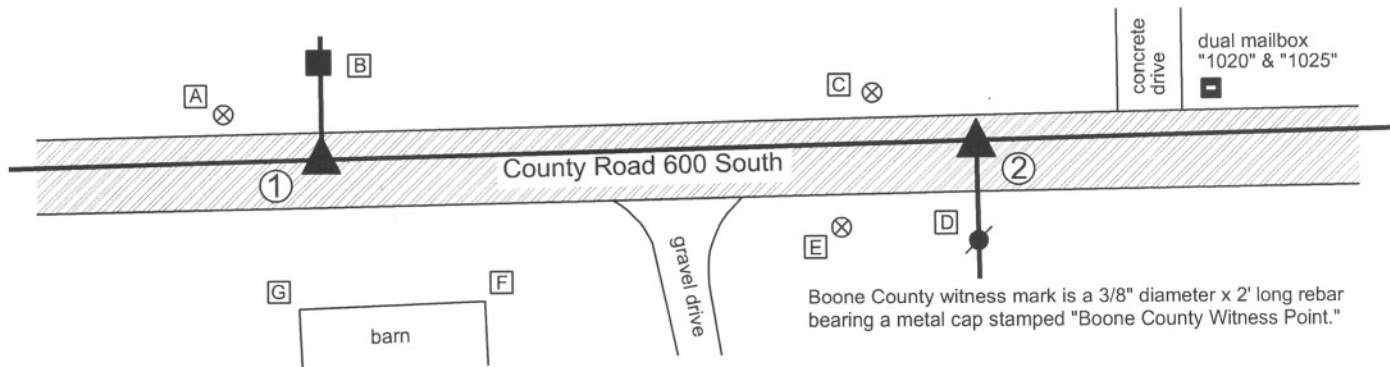 concrete
drive
dual mailbox
"1020" & "1025"
B
A
C
County Road 600 South
1
2
gravel drive
E
D
G
F
barn
Boone County witness mark is a 3/8" diameter x 2' long rebar
bearing a metal cap stamped "Boone County Witness Point."